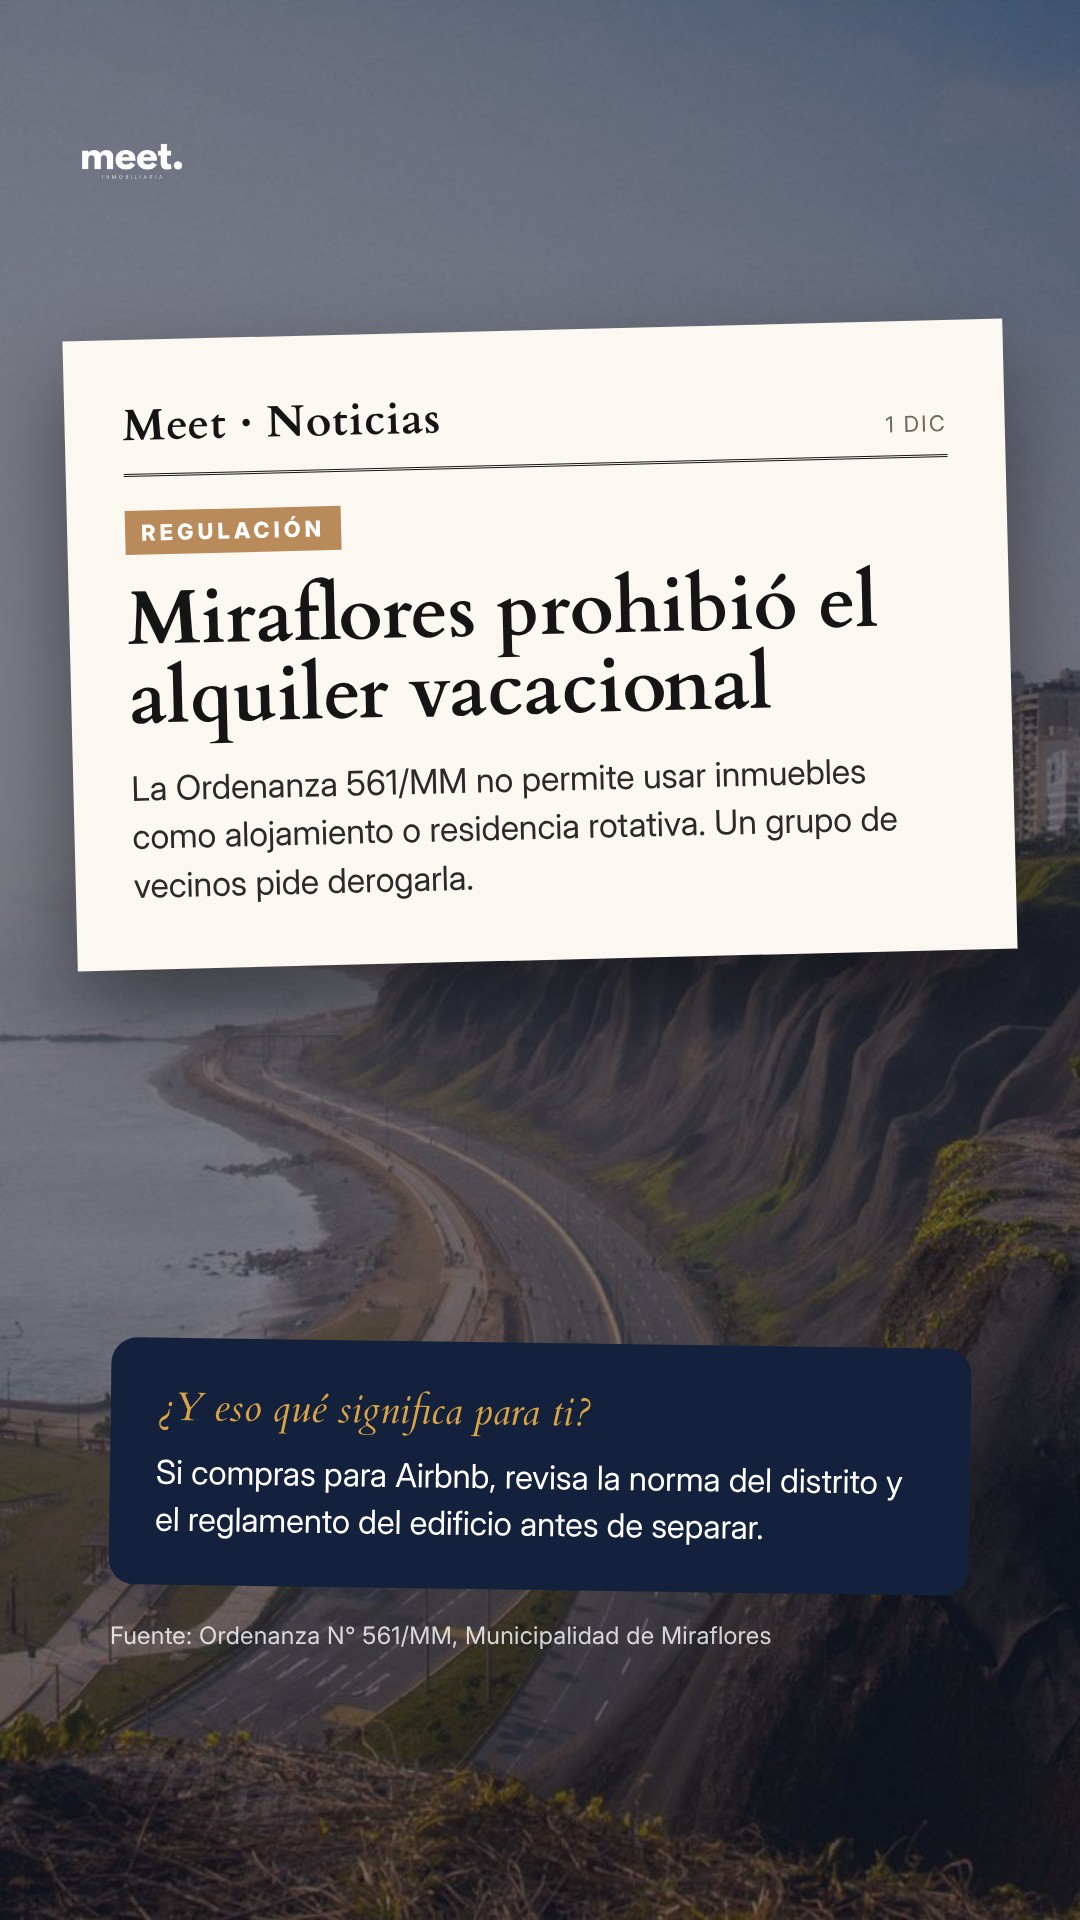 meet.
INMOBILIARIA
Meet · Noticias
1 DIC
REGULACIÓN
Miraflores prohibió el
alquiler vacacional
La Ordenanza 561/MM no permite usar inmuebles
como alojamiento o residencia rotativa. Un grupo de
vecinos pide derogarla.
¿Y eso qué significa para ti?
Si compras para Airbnb, revisa la norma del distrito y
el reglamento del edificio antes de separar.
Fuente: Ordenanza N° 561/MM, Municipalidad de Miraflores